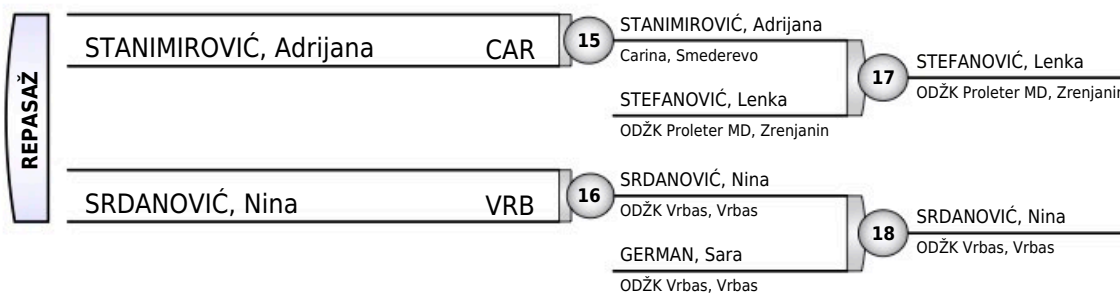 REPASAŽ
STANIMIROVIĆ, Adrijana CAR
15
STANIMIROVIĆ, Adrijana
Carina, Smederevo
STEFANOVIĆ, Lenka
ODŽK Proleter MD, Zrenjanin
17
STEFANOVIĆ, Lenka
ODŽK Proleter MD, Zrenjanin
SRDANOVIĆ, Nina VRB
16
SRDANOVIĆ, Nina
ODŽK Vrbas, Vrbas
GERMAN, Sara
ODŽK Vrbas, Vrbas
18
SRDANOVIĆ, Nina
ODŽK Vrbas, Vrbas